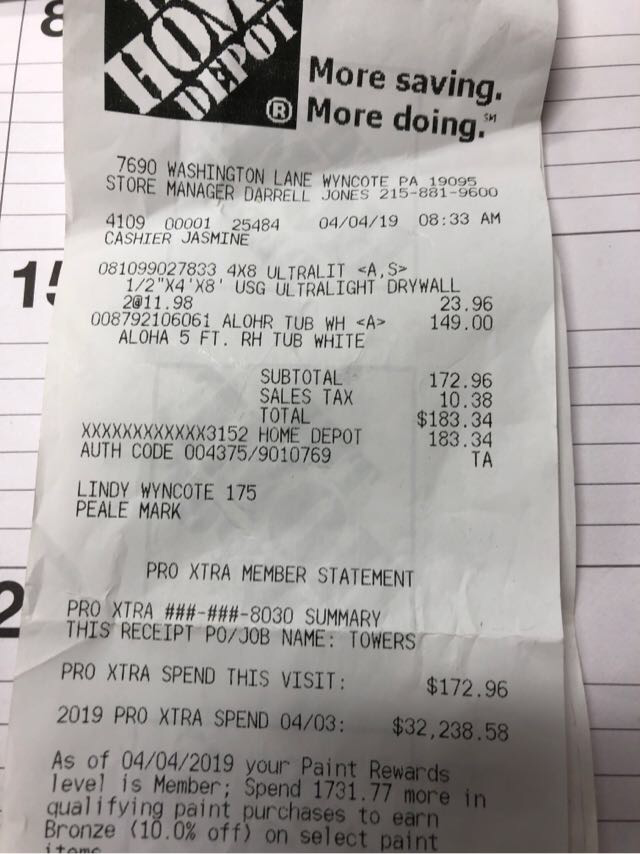 8
HOME
DEPOT
®
More saving.
More doing.℠
7690 WASHINGTON LANE WYNCOTE PA 19095
STORE MANAGER DARRELL JONES 215-881-9600
4109 00001 25484 04/04/19 08:33 AM
CASHIER JASMINE
15
081099027833 4X8 ULTRALIT <A,S>
1/2"X4'X8' USG ULTRALIGHT DRYWALL
2@11.98 23.96
008792106061 ALOHR TUB WH <A> 149.00
ALOHA 5 FT. RH TUB WHITE
SUBTOTAL 172.96
SALES TAX 10.38
TOTAL $183.34
XXXXXXXXXXXX3152 HOME DEPOT 183.34
AUTH CODE 004375/9010769 TA
LINDY WYNCOTE 175
PEALE MARK
PRO XTRA MEMBER STATEMENT
2
PRO XTRA ###-###-8030 SUMMARY
THIS RECEIPT PO/JOB NAME: TOWERS
PRO XTRA SPEND THIS VISIT: $172.96
2019 PRO XTRA SPEND 04/03: $32,238.58
As of 04/04/2019 your Paint Rewards
level is Member; Spend 1731.77 more in
qualifying paint purchases to earn
Bronze (10.0% off) on select paint
items